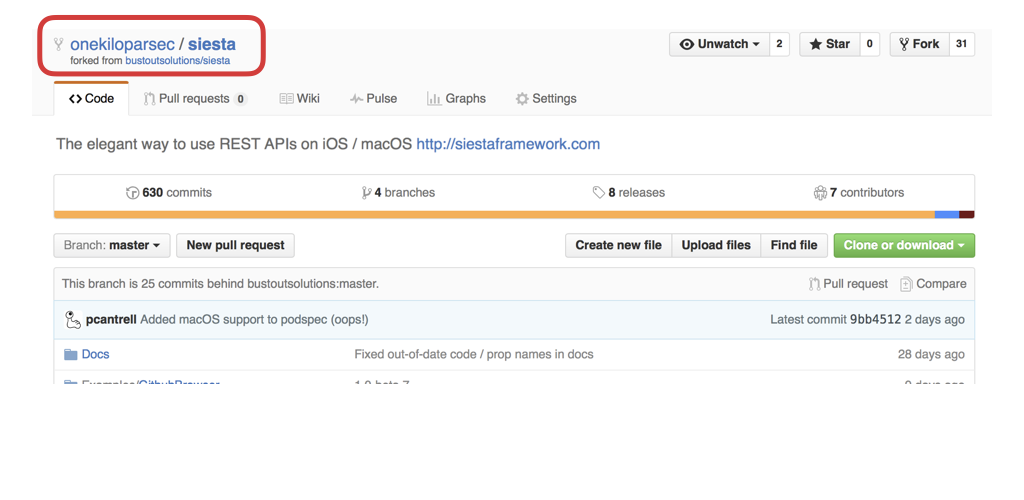 onekiloparsec / siesta
forked from bustoutsolutions/siesta
Unwatch 2 Star 0 Fork 31
Code Pull requests 0 Wiki Pulse Graphs Settings
The elegant way to use REST APIs on iOS / macOS http://siestaframework.com
630 commits 4 branches 8 releases 7 contributors
Branch: master New pull request Create new file Upload files Find file Clone or download
This branch is 25 commits behind bustoutsolutions:master. Pull request Compare
pcantrell Added macOS support to podspec (oops!) Latest commit 9bb4512 2 days ago
Docs Fixed out-of-date code / prop names in docs 28 days ago
Examples/GithubBrowser